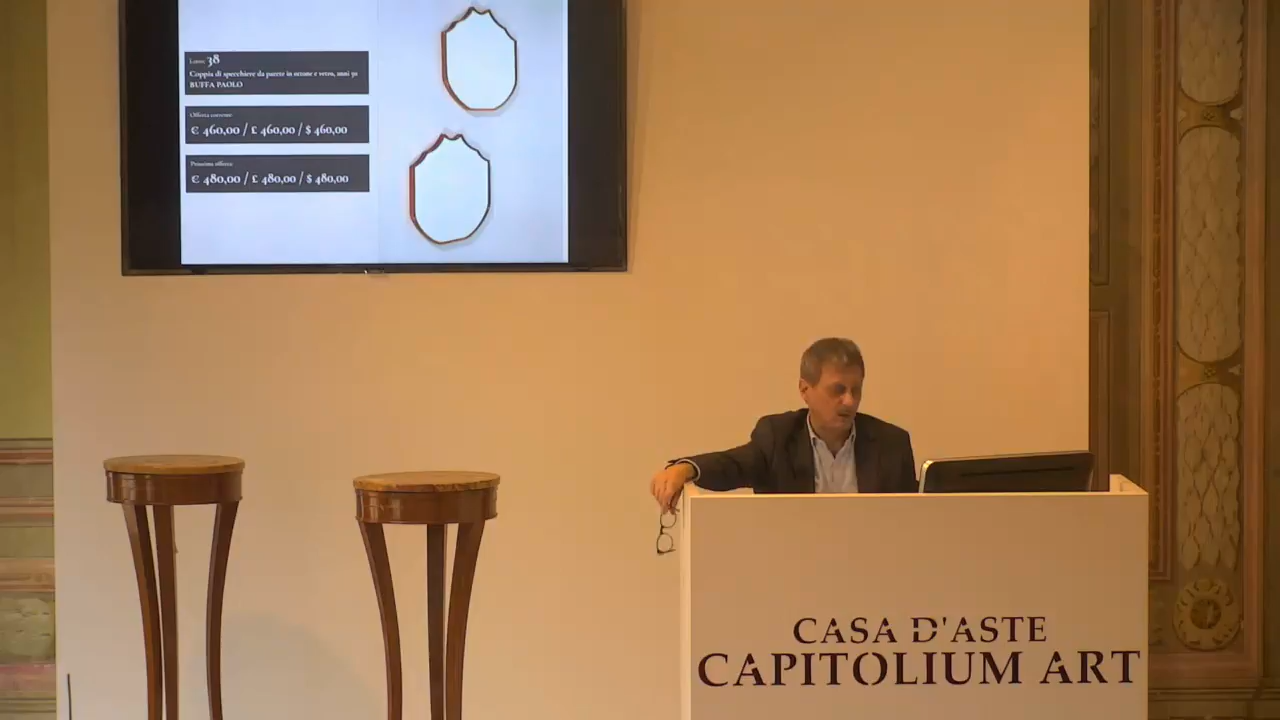 Lotto: 38
Coppia di specchiere da parete in ottone e vetro, anni 50
BUFFA PAOLO
Offerta corrente
€ 460,00 / £ 460,00 / $ 460,00
Prossima offerta
€ 480,00 / £ 480,00 / $ 480,00
CASA D'ASTE
CAPITOLIUM ART